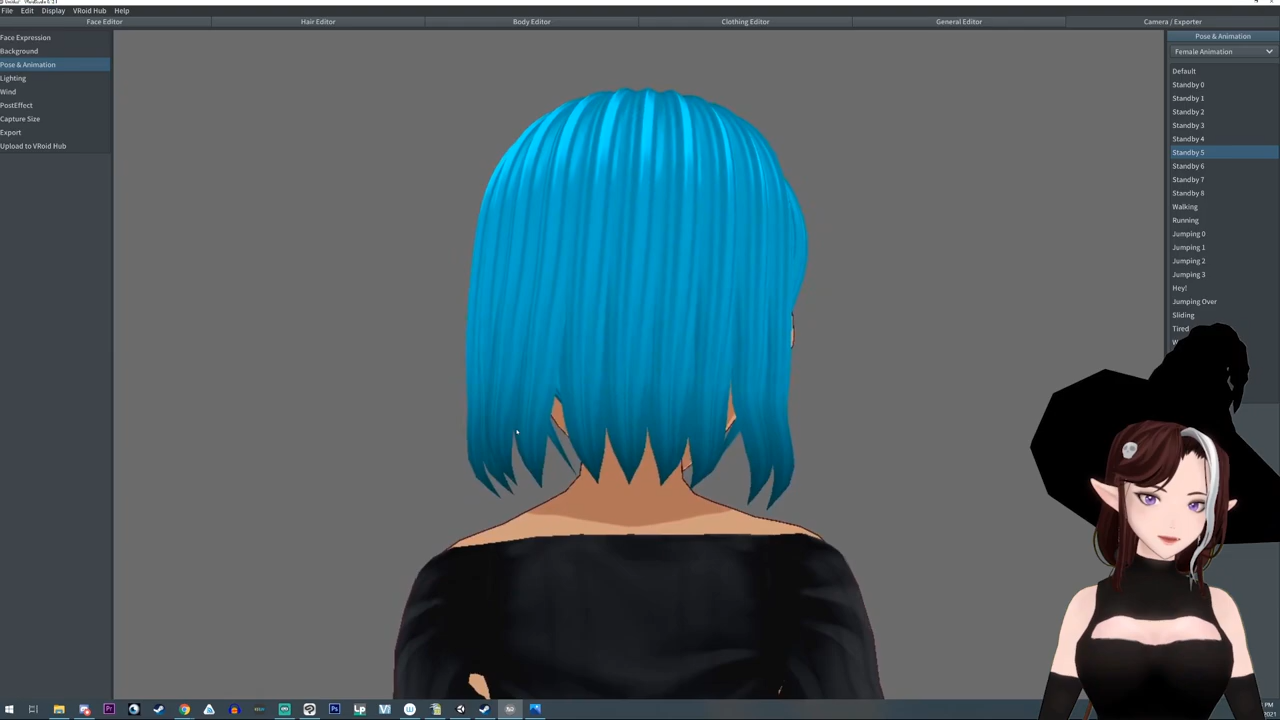 File Edit Display VRoid Hub Help
Face Editor Hair Editor Body Editor Clothing Editor General Editor Camera / Exporter
Face Expression
Background
Pose & Animation
Lighting
Wind
PostEffect
Capture Size
Export
Upload to VRoid Hub
Pose & Animation
Female Animation
Default
Standby 0
Standby 1
Standby 2
Standby 3
Standby 4
Standby 5
Standby 6
Standby 7
Standby 8
Walking
Running
Jumping 0
Jumping 1
Jumping 2
Jumping 3
Hey!
Jumping Over
Sliding
Tired